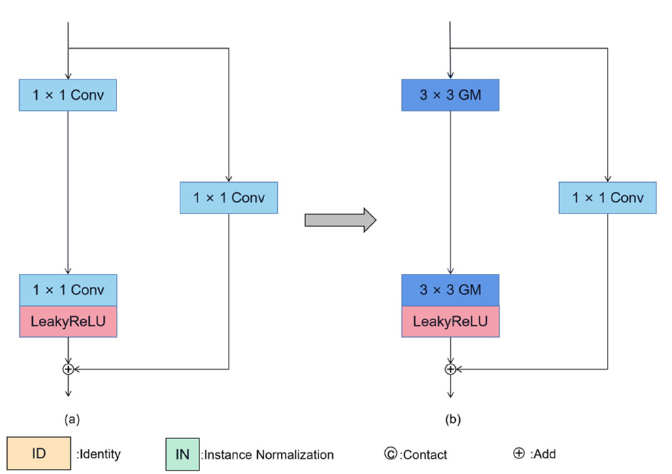 1 × 1 Conv
3 × 3 GM
1 × 1 Conv
1 × 1 Conv
1 × 1 Conv
3 × 3 GM
LeakyReLU
LeakyReLU
(a)
(b)
ID :Identity
IN :Instance Normalization
©:Contact
⊕:Add